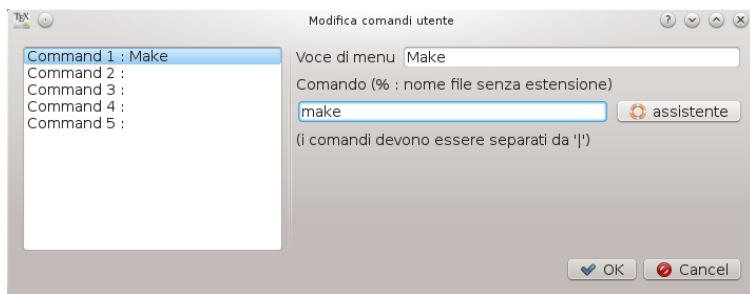 TEX
Modifica comandi utente
Command 1 : Make
Command 2 :
Command 3 :
Command 4 :
Command 5 :
Voce di menu Make
Comando (% : nome file senza estensione)
make assistente
(i comandi devono essere separati da '|')
OK Cancel